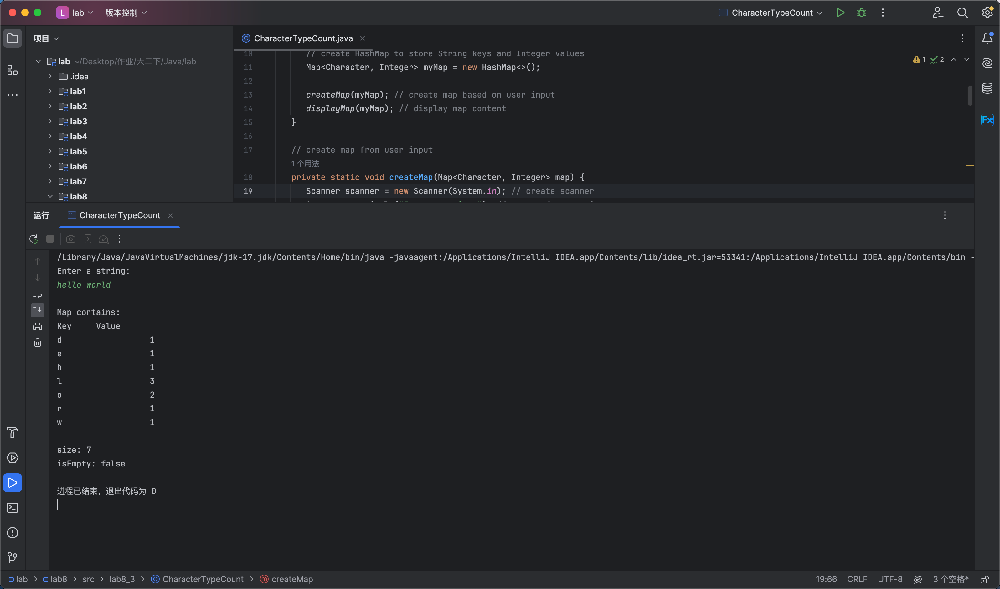 L lab 版本控制 CharacterTypeCount
项目
lab ~/Desktop/作业/大二下/Java/lab
.idea
lab1
lab2
lab3
lab4
lab5
lab6
lab7
lab8
CharacterTypeCount.java
1 2
10 // create HashMap to store String keys and Integer values
11 Map<Character, Integer> myMap = new HashMap<>();
12
13 createMap(myMap); // create map based on user input
14 displayMap(myMap); // display map content
15 }
16
17 // create map from user input
1 个用法
18 private static void createMap(Map<Character, Integer> map) {
19 Scanner scanner = new Scanner(System.in); // create scanner
Fx
运行 CharacterTypeCount
/Library/Java/JavaVirtualMachines/jdk-17.jdk/Contents/Home/bin/java -javaagent:/Applications/IntelliJ IDEA.app/Contents/lib/idea_rt.jar=53341:/Applications/IntelliJ IDEA.app/Contents/bin -
Enter a string:
hello world
Map contains:
Key Value
d 1
e 1
h 1
l 3
o 2
r 1
w 1
size: 7
isEmpty: false
进程已结束，退出代码为 0
lab > lab8 > src > lab8_3 > CharacterTypeCount > createMap 19:66 CRLF UTF-8 3 个空格*